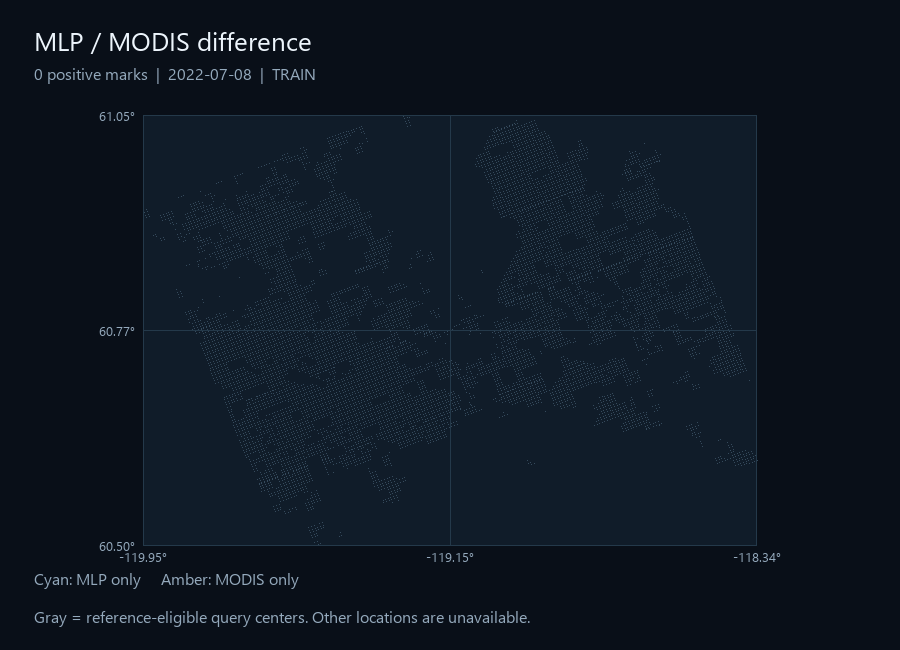 MLP / MODIS difference
0 positive marks | 2022-07-08 | TRAIN
61.05°
60.77°
60.50°
-119.95°
-119.15°
-118.34°
Cyan: MLP only
Amber: MODIS only
Gray = reference-eligible query centers. Other locations are unavailable.